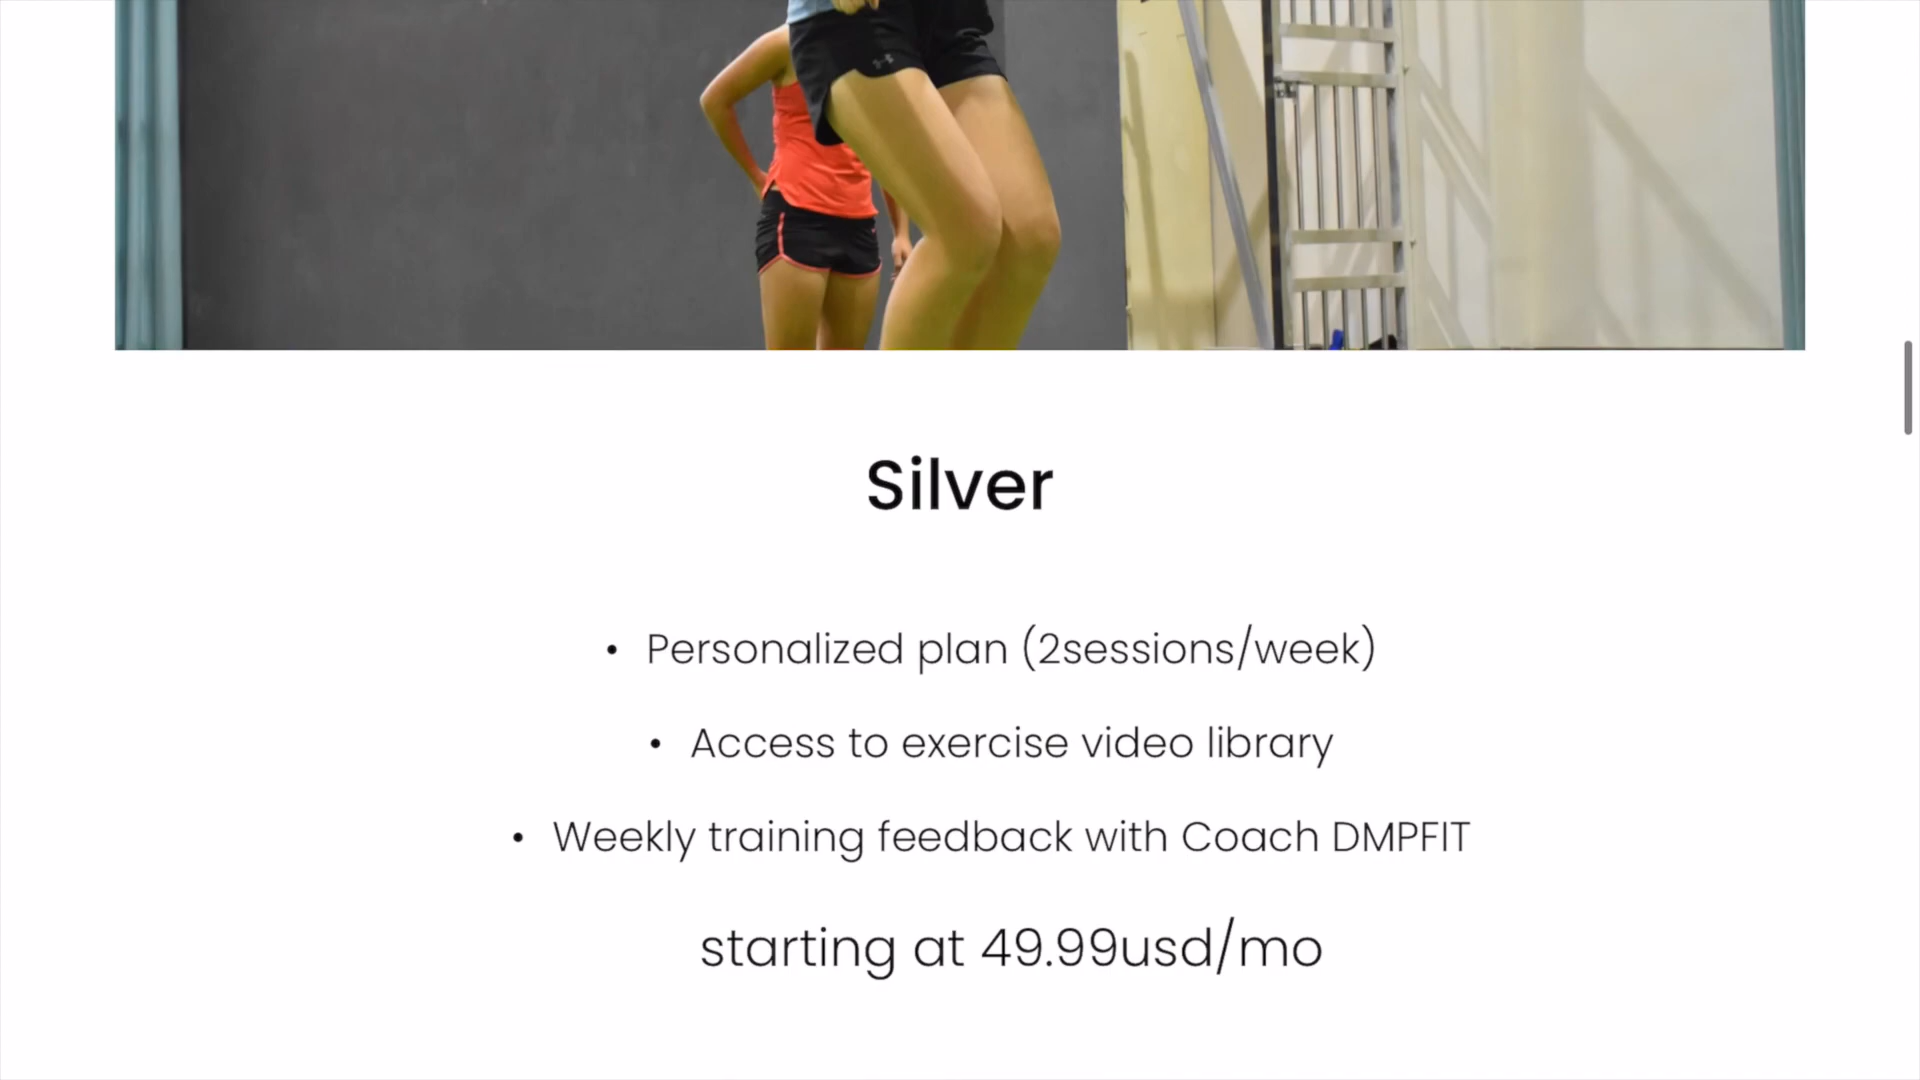 Silver
• Personalized plan (2sessions/week)
• Access to exercise video library
• Weekly training feedback with Coach DMPFIT
starting at 49.99usd/mo